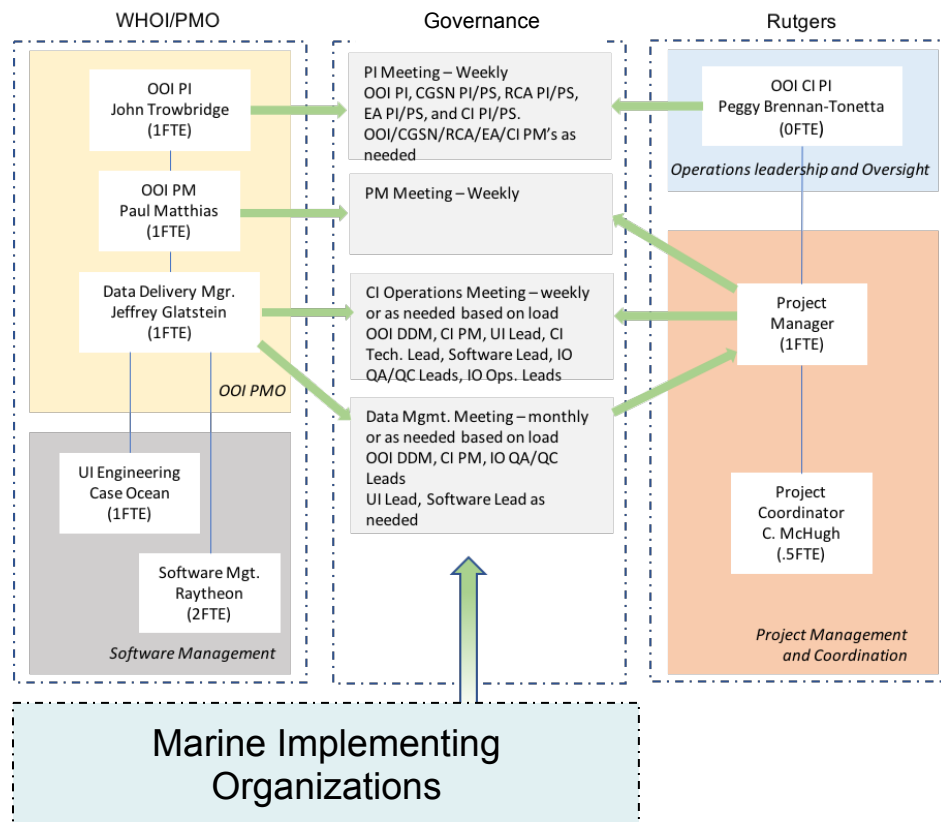 WHOI/PMO
OOI PI
John Trowbridge
(1FTE)
OOI PM
Paul Matthias
(1FTE)
Data Delivery Mgr.
Jeffrey Glatstein
(1FTE)
OOI PMO
UI Engineering
Case Ocean
(1FTE)
Software Mgt.
Raytheon
(2FTE)
Software Management
Governance
PI Meeting – Weekly
OOI PI, CGSN PI/PS, RCA PI/PS,
EA PI/PS, and CI PI/PS.
OOI/CGSN/RCA/EA/CI PM's as
needed
PM Meeting – Weekly
CI Operations Meeting – weekly
or as needed based on load
OOI DDM, CI PM, UI Lead, CI
Tech. Lead, Software Lead, IO
QA/QC Leads, IO Ops. Leads
Data Mgmt. Meeting – monthly
or as needed based on load
OOI DDM, CI PM, IO QA/QC
Leads
UI Lead, Software Lead as
needed
Rutgers
OOI CI PI
Peggy Brennan-Tonetta
(0FTE)
Operations leadership and Oversight
Project
Manager
(1FTE)
Project
Coordinator
C. McHugh
(.5FTE)
Project Management
and Coordination
Marine Implementing
Organizations